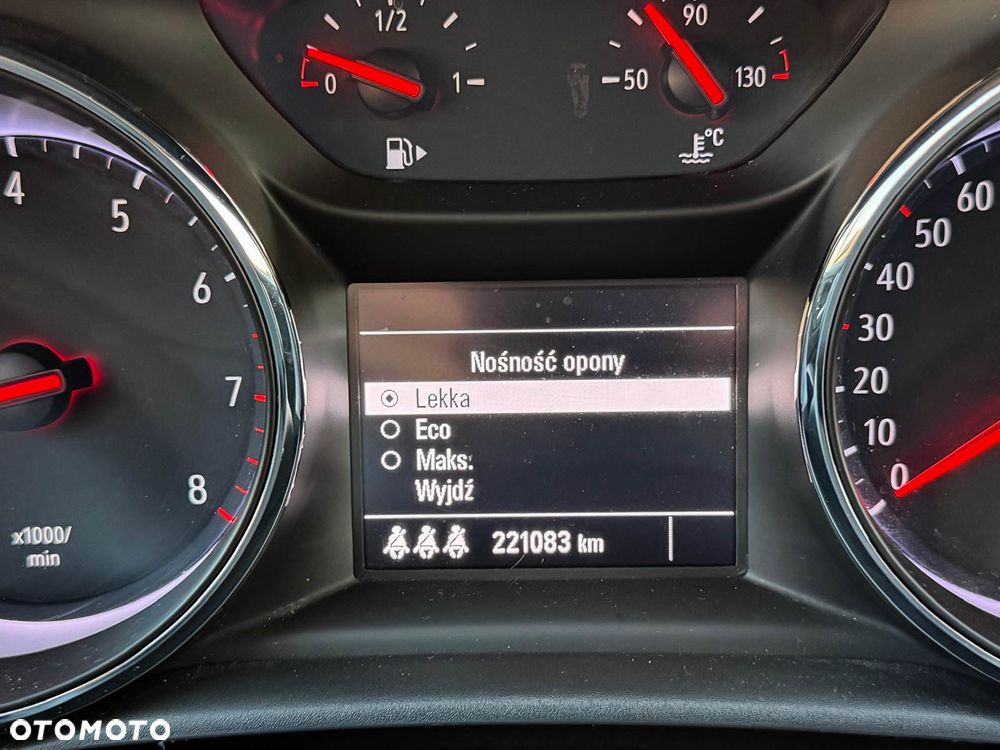 1/2
0
1
90
50
130
°C
4
5
6
7
8
x1000/
min
60
50
40
30
20
10
0
Nośność opony
Lekka
Eco
Maks:
Wyjdź
221083 km
OTOMOTO